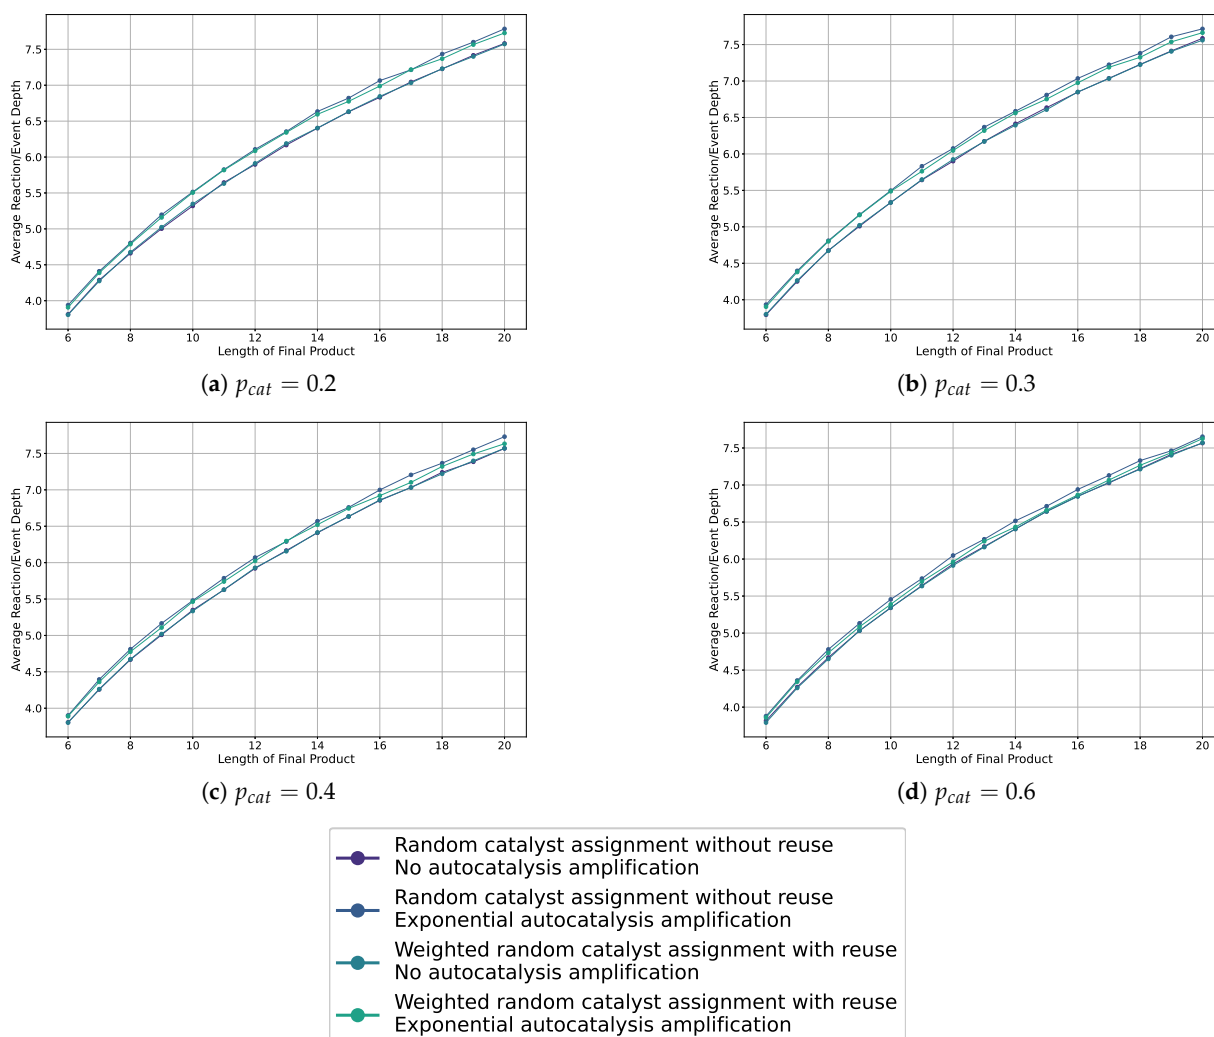 Average Reaction/Event Depth
7.5
7.0
6.5
6.0
5.5
5.0
4.5
4.0
6 8 10 12 14 16 18 20
Length of Final Product
(a) p_cat = 0.2
Average Reaction/Event Depth
7.5
7.0
6.5
6.0
5.5
5.0
4.5
4.0
6 8 10 12 14 16 18 20
Length of Final Product
(b) p_cat = 0.3
Average Reaction/Event Depth
7.5
7.0
6.5
6.0
5.5
5.0
4.5
4.0
6 8 10 12 14 16 18 20
Length of Final Product
(c) p_cat = 0.4
Average Reaction/Event Depth
7.5
7.0
6.5
6.0
5.5
5.0
4.5
4.0
6 8 10 12 14 16 18 20
Length of Final Product
(d) p_cat = 0.6
Random catalyst assignment without reuse
No autocatalysis amplification
Random catalyst assignment without reuse
Exponential autocatalysis amplification
Weighted random catalyst assignment with reuse
No autocatalysis amplification
Weighted random catalyst assignment with reuse
Exponential autocatalysis amplification